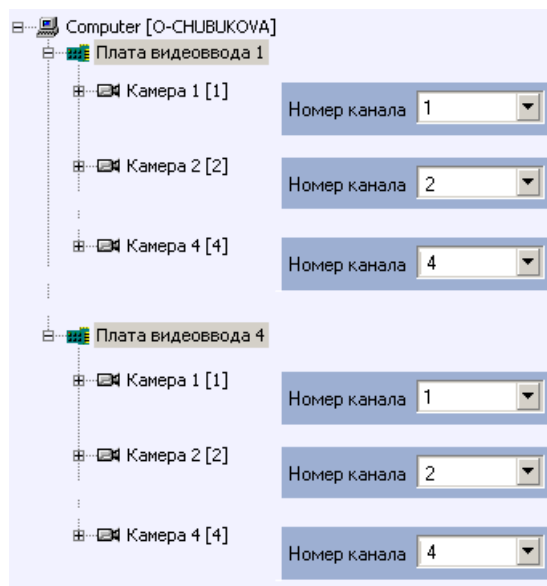 Computer [O-CHUBUKOVA]
Плата видеоввода 1
Камера 1 [1]
Номер канала 1
Камера 2 [2]
Номер канала 2
Камера 4 [4]
Номер канала 4
Плата видеоввода 4
Камера 1 [1]
Номер канала 1
Камера 2 [2]
Номер канала 2
Камера 4 [4]
Номер канала 4